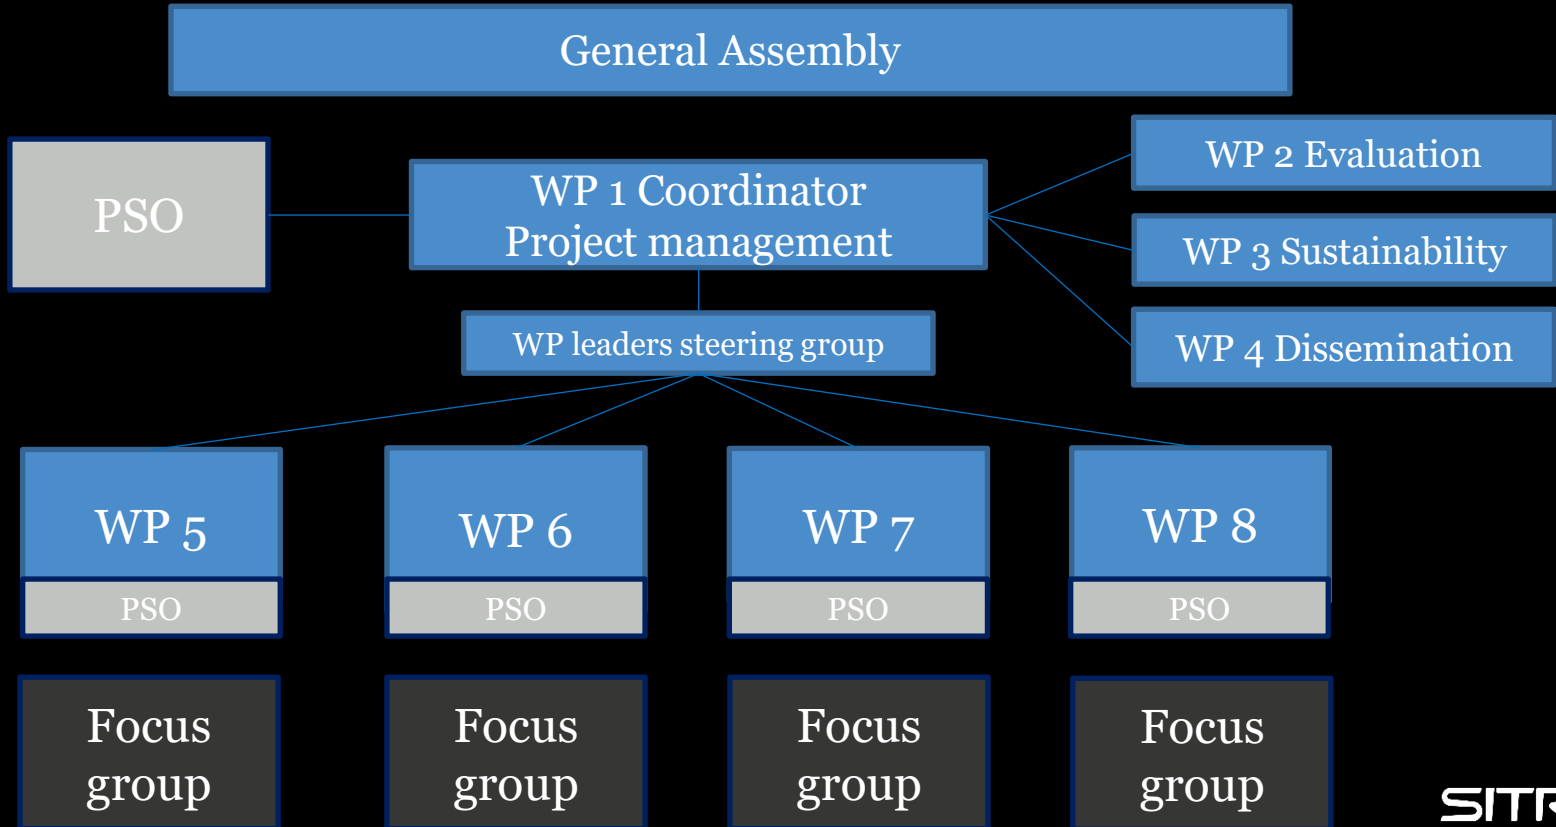 General Assembly
PSO
WP 1 Coordinator
Project management
WP 2 Evaluation
WP 3 Sustainability
WP 4 Dissemination
WP leaders steering group
WP 5
WP 6
WP 7
WP 8
PSO
PSO
PSO
PSO
Focus
group
Focus
group
Focus
group
Focus
group